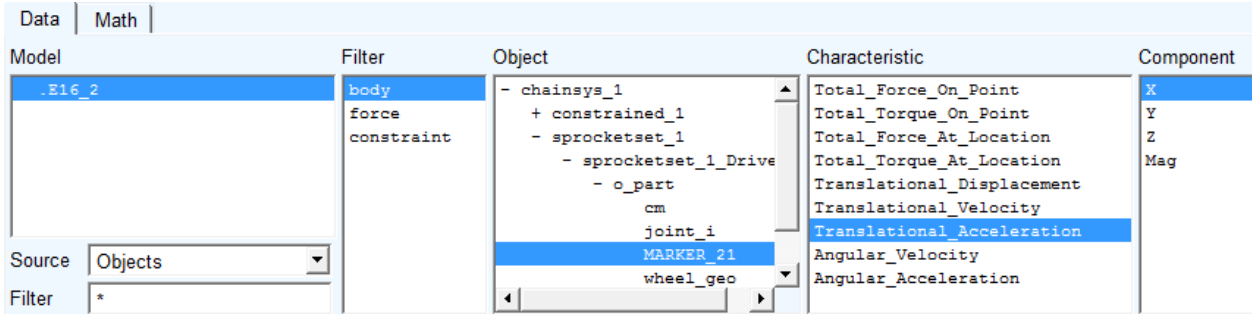 Data
Math
Model
Filter
Object
Characteristic
Component
.E16_2
body
force
constraint
- chainsys_1
+ constrained_1
- sprocketset_1
- sprocketset_1_Drive
- o_part
cm
joint_i
MARKER_21
wheel_geo
Total_Force_On_Point
Total_Torque_On_Point
Total_Force_At_Location
Total_Torque_At_Location
Translational_Displacement
Translational_Velocity
Translational_Acceleration
Angular_Velocity
Angular_Acceleration
X
Y
Z
Mag
Source Objects
Filter *